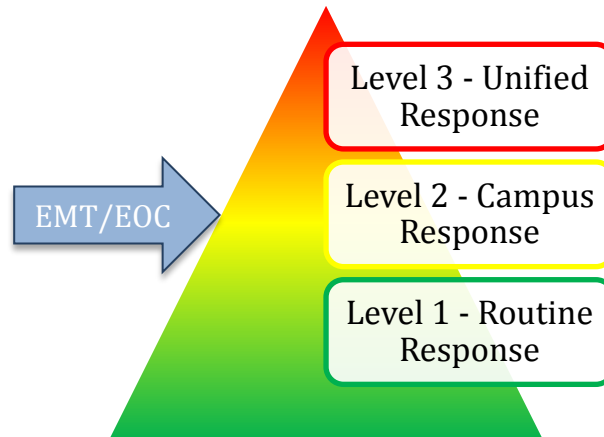 Level 3 - Unified
Response
EMT/EOC
Level 2 - Campus
Response
Level 1 - Routine
Response